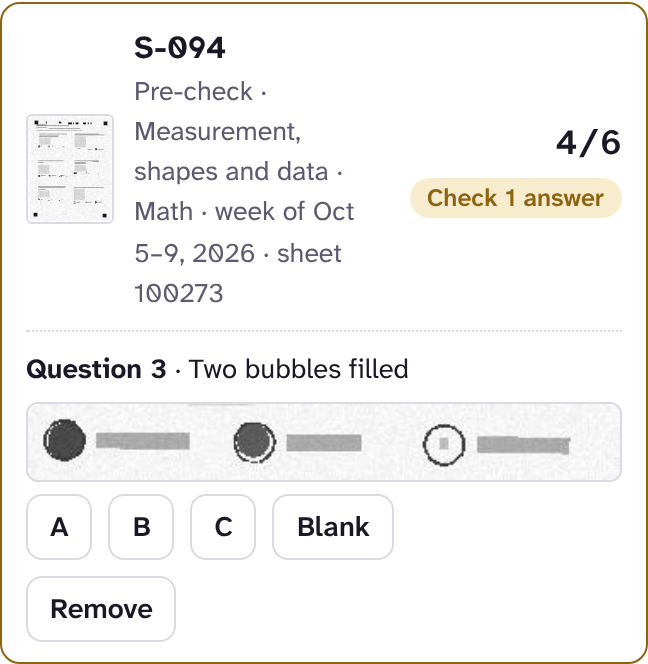 S-094
Pre-check ·
Measurement,
shapes and data ·
Math · week of Oct
5–9, 2026 · sheet
100273
4/6
Check 1 answer
Question 3 · Two bubbles filled
A
B
C
Blank
Remove